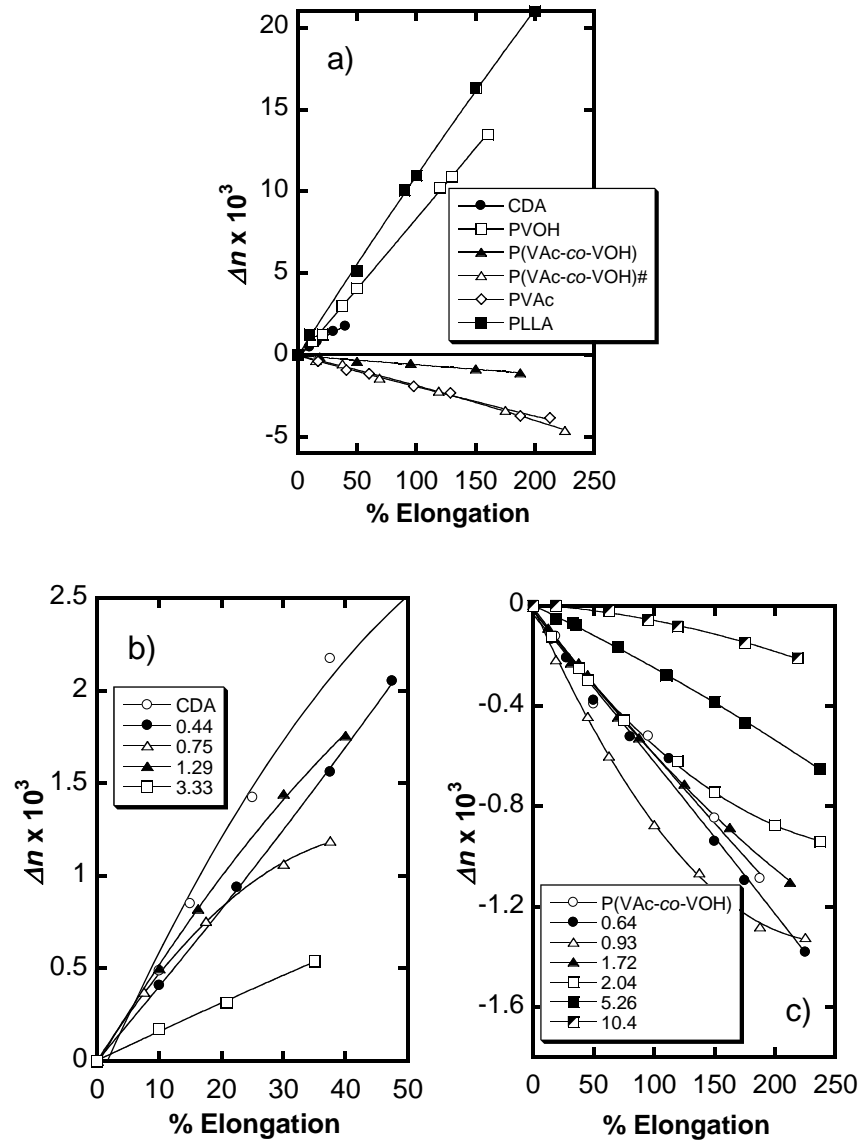 a)
Δn x 10³
20
15
10
5
0
-5
0 50 100 150 200 250
% Elongation
CDA
PVOH
P(VAc-co-VOH)
P(VAc-co-VOH)#
PVAc
PLLA
b)
Δn x 10³
2.5
2
1.5
1
0.5
0
0 10 20 30 40 50
% Elongation
CDA
0.44
0.75
1.29
3.33
c)
Δn x 10³
0
-0.4
-0.8
-1.2
-1.6
0 50 100 150 200 250
% Elongation
P(VAc-co-VOH)
0.64
0.93
1.72
2.04
5.26
10.4